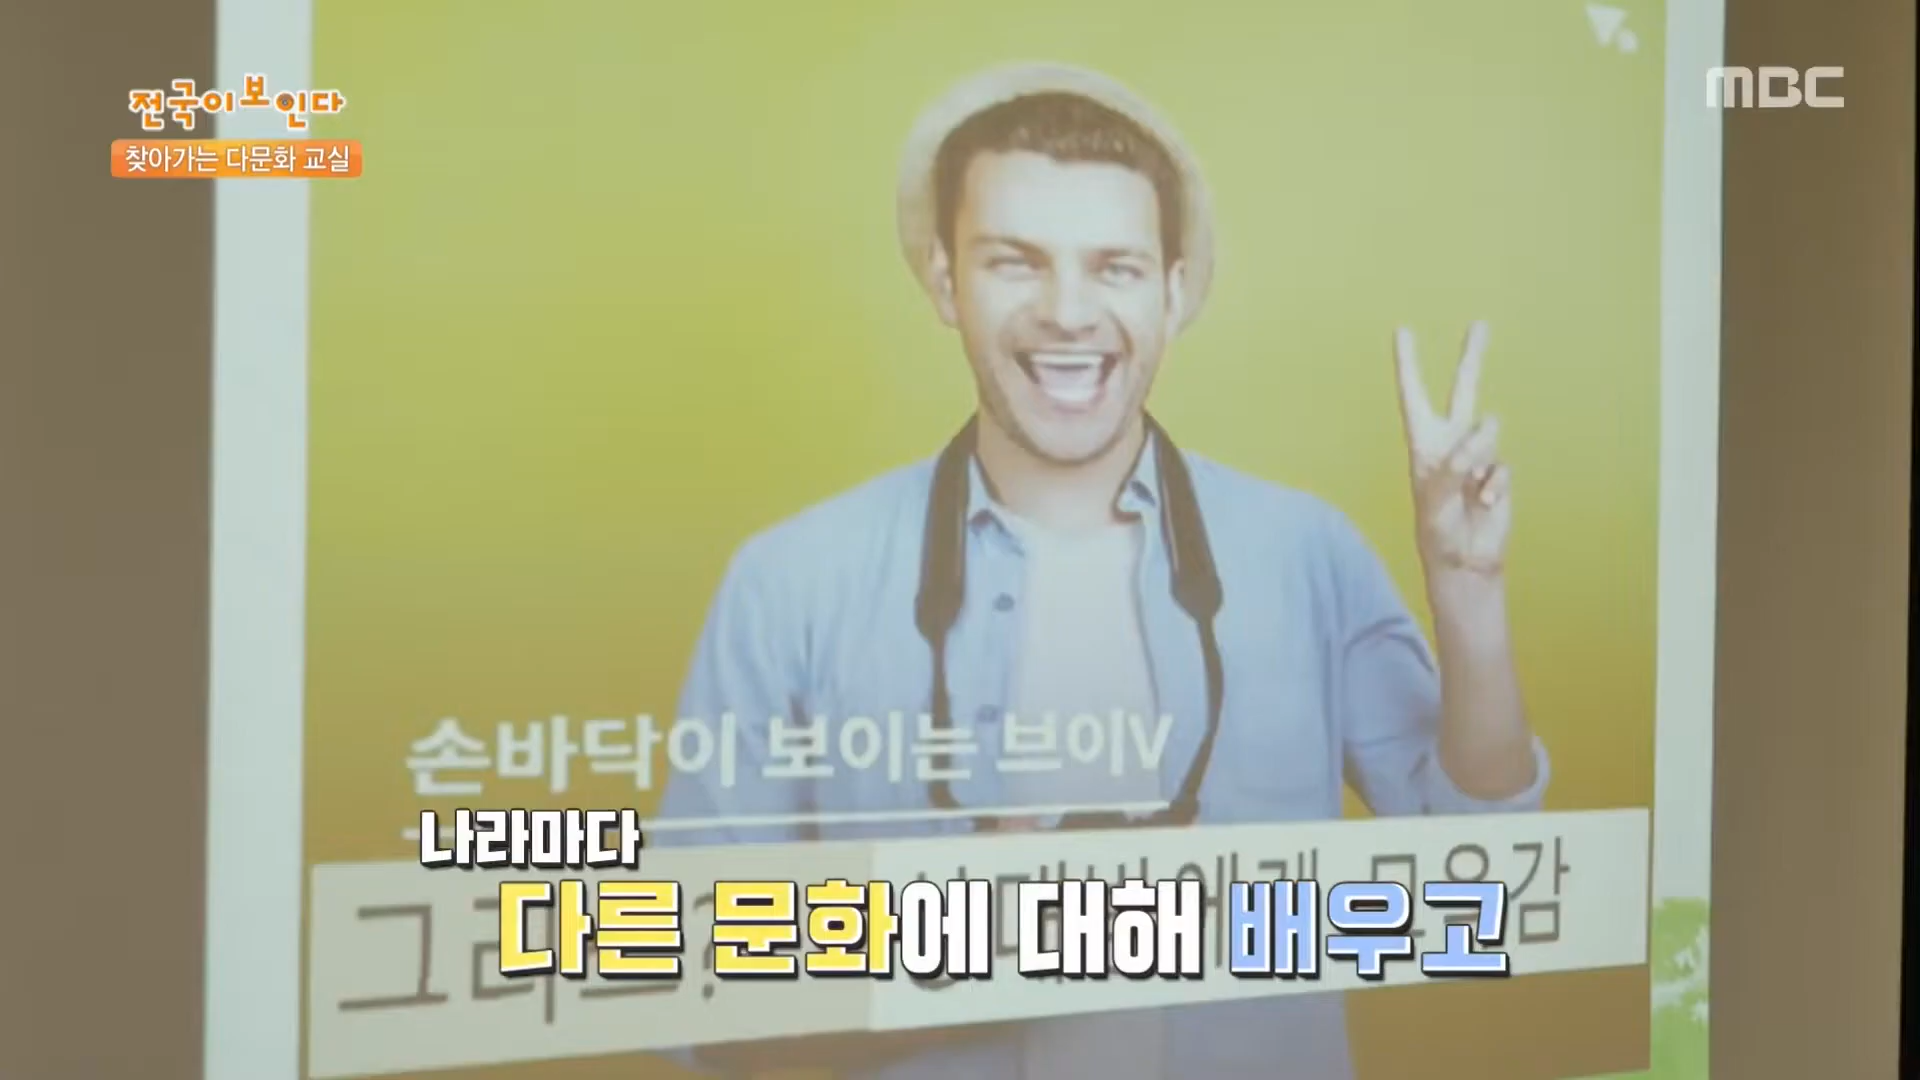 전국이 보인다
찾아가는 다문화 교실
MBC
손바닥이 보이는 브이V
나라마다
다른 문화에 대해 배우고